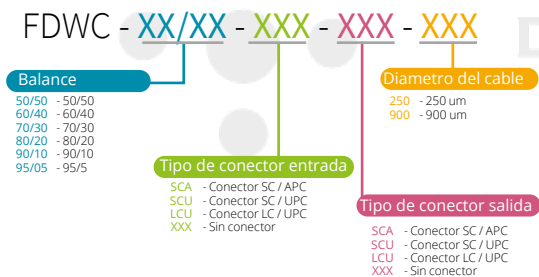 FDWC - XX/XX - XXX - XXX - XXX
Balance
50/50 - 50/50
60/40 - 60/40
70/30 - 70/30
80/20 - 80/20
90/10 - 90/10
95/05 - 95/5
Diametro del cable
250 - 250 um
900 - 900 um
Tipo de conector entrada
SCA - Conector SC / APC
SCU - Conector SC / UPC
LCU - Conector LC / UPC
XXX - Sin conector
Tipo de conector salida
SCA - Conector SC / APC
SCU - Conector SC / UPC
LCU - Conector LC / UPC
XXX - Sin conector